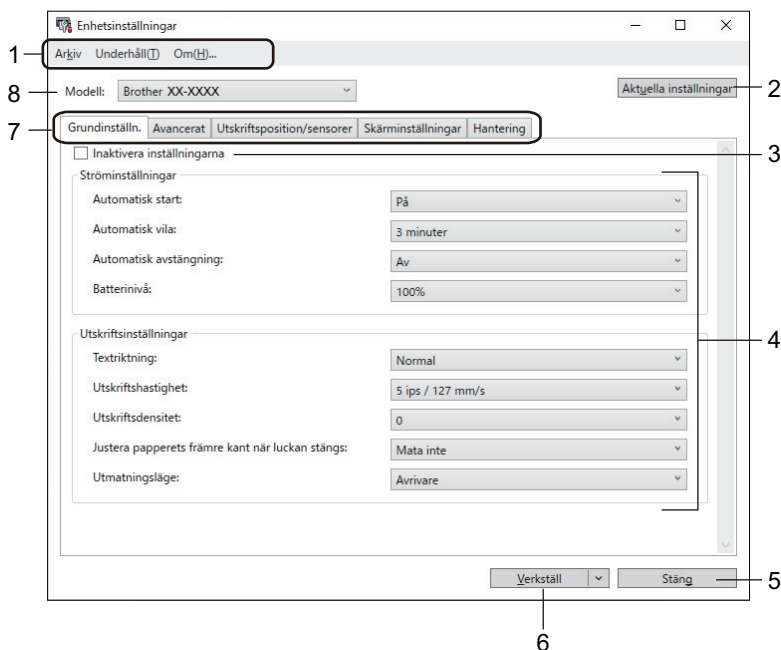 Enhetsinställningar
1
Arkiv Underhåll(T) Om(H)...
8
Modell: Brother XX-XXXX
Aktuella inställningar
2
7
Grundinställn. Avancerat Utskriftsposition/sensorer Skärminställningar Hantering
Inaktivera inställningarna
3
Ströminställningar
Automatisk start: På
Automatisk vila: 3 minuter
Automatisk avstängning: Av
Batterinivå: 100%
4
Utskriftsinställningar
Textriktning: Normal
Utskriftshastighet: 5 ips / 127 mm/s
Utskriftsdensitet: 0
Justera papperets främre kant när luckan stängs: Mata inte
Utmatningsläge: Avrivare
Verkställ
Stäng
5
6